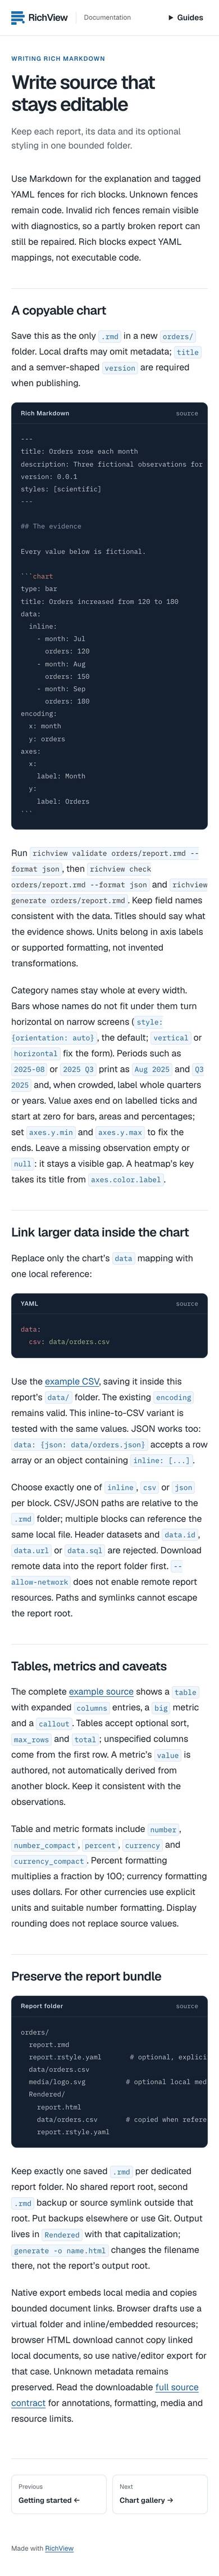 RichView
Documentation
▶ Guides
WRITING RICH MARKDOWN
Write source that
stays editable
Keep each report, its data and its optional
styling in one bounded folder.
Use Markdown for the explanation and tagged
YAML fences for rich blocks. Unknown fences
remain code. Invalid rich fences remain visible
with diagnostics, so a partly broken report can
still be repaired. Rich blocks expect YAML
mappings, not executable code.
A copyable chart
Save this as the only .rmd in a new orders/
folder. Local drafts may omit metadata; title
and a semver-shaped version are required
when publishing.
Rich Markdown
source
---
title: Orders rose each month
description: Three fictional observations for
version: 0.0.1
styles: [scientific]
---
## The evidence
Every value below is fictional.
```chart
type: bar
title: Orders increased from 120 to 180
data:
inline:
- month: Jul
orders: 120
- month: Aug
orders: 150
- month: Sep
orders: 180
encoding:
x: month
y: orders
axes:
x:
label: Month
y:
label: Orders
```
Run richview validate orders/report.rmd --
format json, then richview check
orders/report.rmd --format json and richview
generate orders/report.rmd. Keep field names
consistent with the data. Titles should say what
the evidence shows. Units belong in axis labels
or supported formatting, not invented
transformations.
Category names stay whole at every width.
Bars whose names do not fit under them turn
horizontal on narrow screens (style:
{orientation: auto}, the default; vertical or
horizontal fix the form). Periods such as
2025-08 or 2025 Q3 print as Aug 2025 and Q3
2025 and, when crowded, label whole quarters
or years. Value axes end on labelled ticks and
start at zero for bars, areas and percentages;
set axes.y.min and axes.y.max to fix the
ends. Leave a missing observation empty or
null: it stays a visible gap. A heatmap's key
takes its title from axes.color.label.
Link larger data inside the chart
Replace only the chart's data mapping with
one local reference:
YAML
source
data:
csv: data/orders.csv
Use the example CSV, saving it inside this
report's data/ folder. The existing encoding
remains valid. This inline-to-CSV variant is
tested with the same values. JSON works too:
data: {json: data/orders.json} accepts a row
array or an object containing inline: [...].
Choose exactly one of inline, csv or json
per block. CSV/JSON paths are relative to the
.rmd folder; multiple blocks can reference the
same local file. Header datasets and data.id,
data.url or data.sql are rejected. Download
remote data into the report folder first. --
allow-network does not enable remote report
resources. Paths and symlinks cannot escape
the report root.
Tables, metrics and caveats
The complete example source shows a table
with expanded columns entries, a big metric
and a callout. Tables accept optional sort,
max_rows and total; unspecified columns
come from the first row. A metric's value is
authored, not automatically derived from
another block. Keep it consistent with the
observations.
Table and metric formats include number,
number_compact, percent, currency and
currency_compact. Percent formatting
multiplies a fraction by 100; currency formatting
uses dollars. For other currencies use explicit
units and suitable number formatting. Display
rounding does not replace source values.
Preserve the report bundle
Report folder
source
orders/
report.rmd
report.rstyle.yaml # optional, explici
data/orders.csv
media/logo.svg # optional local med
Rendered/
report.html
data/orders.csv # copied when refere
report.rstyle.yaml
Keep exactly one saved .rmd per dedicated
report folder. No shared report root, second
.rmd backup or source symlink outside that
root. Put backups elsewhere or use Git. Output
lives in Rendered with that capitalization;
generate -o name.html changes the filename
there, not the report's output root.
Native export embeds local media and copies
bounded document links. Browser drafts use a
virtual folder and inline/embedded resources;
browser HTML download cannot copy linked
local documents, so use native/editor export for
that case. Unknown metadata remains
preserved. Read the downloadable full source
contract for annotations, formatting, media and
resource limits.
Previous
Getting started ←
Next
Chart gallery →
Made with RichView